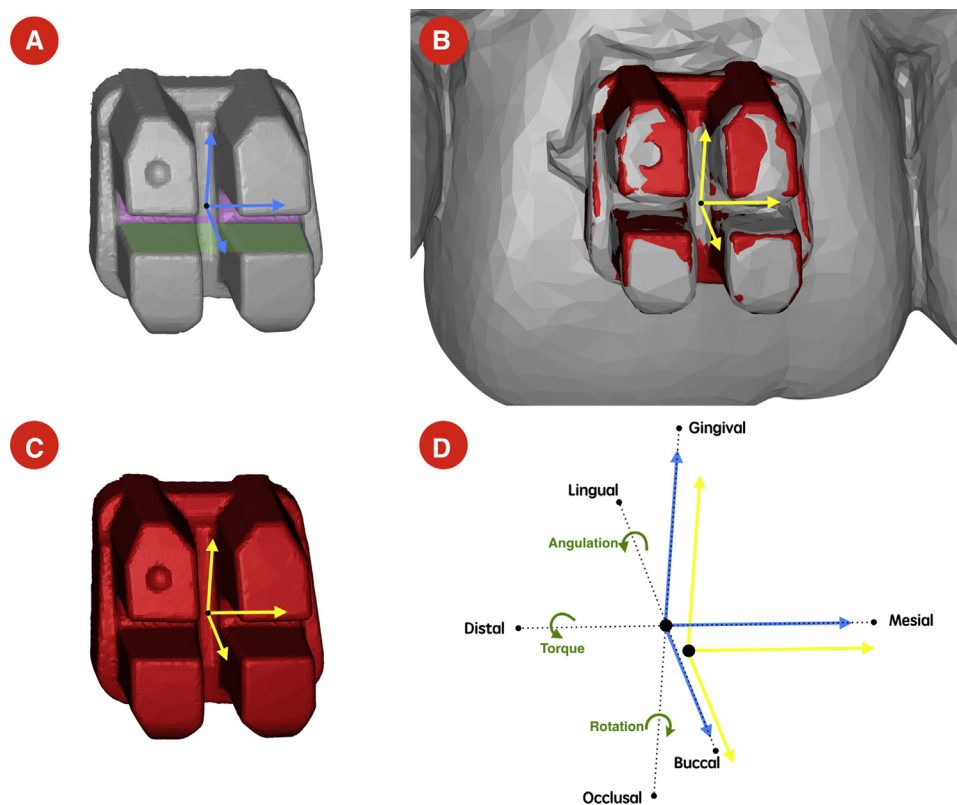 A
B
C
D
Gingival
Lingual
Angulation
Distal
Mesial
Torque
Rotation
Buccal
Occlusal